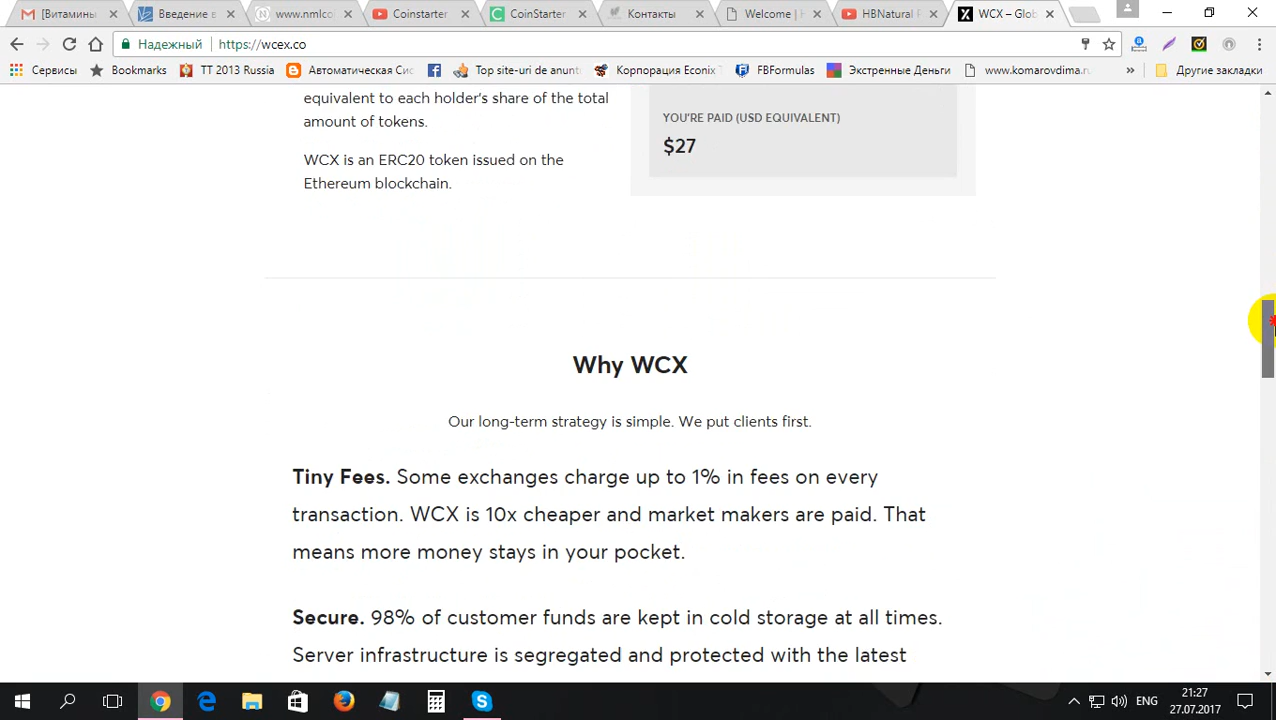 [Витамины
Введение в
www.nmlco
Coinstarter
CoinStarter
Контакты
Welcome | H
HBNatural F
WCX – Glob
Надежный
https://wcex.co
Сервисы
Bookmarks
TT 2013 Russia
Автоматическая Сис
Top site-uri de anunt
Корпорация Econix
FBFormulas
Экстренные Деньги
www.komarovdima.ru
Другие закладки
equivalent to each holder's share of the total
amount of tokens.
WCX is an ERC20 token issued on the
Ethereum blockchain.
YOU'RE PAID (USD EQUIVALENT)
$27
Why WCX
Our long-term strategy is simple. We put clients first.
Tiny Fees. Some exchanges charge up to 1% in fees on every
transaction. WCX is 10x cheaper and market makers are paid. That
means more money stays in your pocket.
Secure. 98% of customer funds are kept in cold storage at all times.
Server infrastructure is segregated and protected with the latest
ENG
21:27
27.07.2017